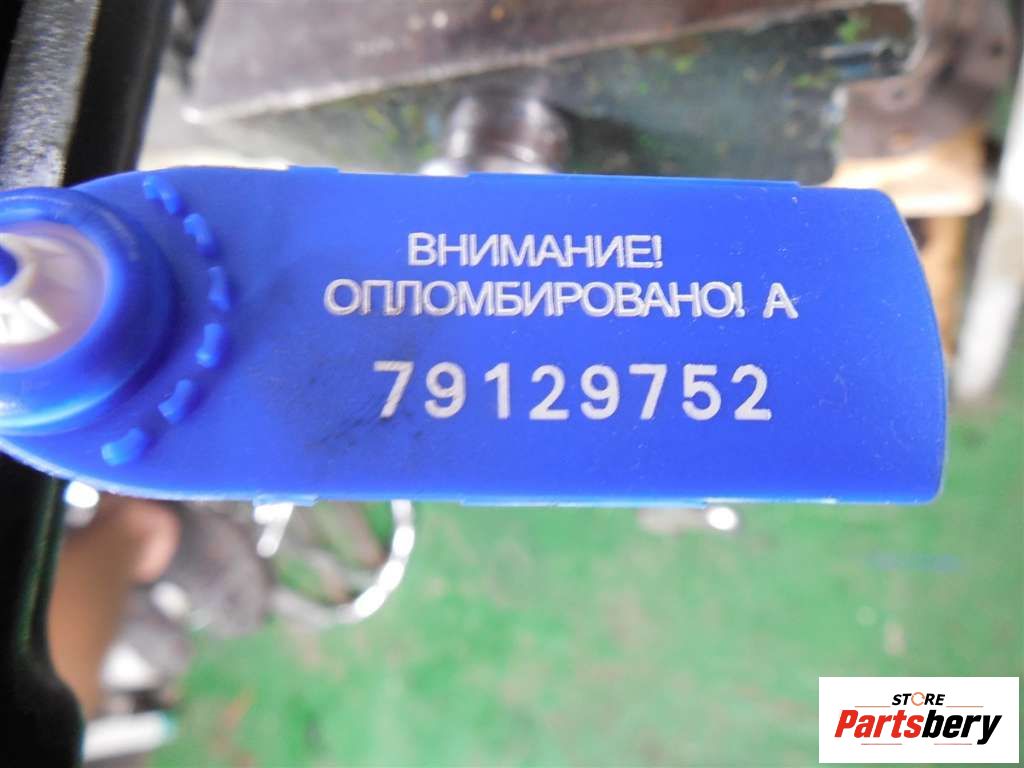 ВНИМАНИЕ!
ОПЛОМБИРОВАНО! А
79129752
STORE
Partsbery